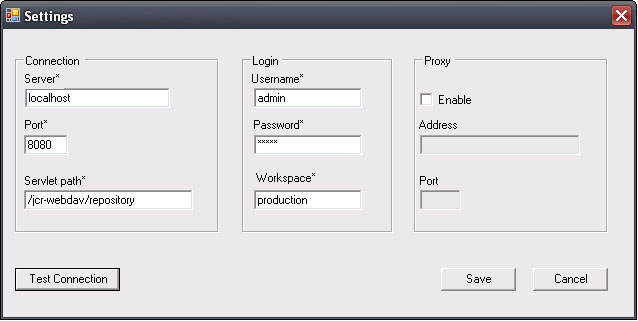 Settings
Connection
Server*
localhost
Port*
8080
Servlet path*
/jcr-webdav/repository
Login
Username*
admin
Password*
*****
Workspace*
production
Proxy
Enable
Address
Port
Test Connection
Save
Cancel